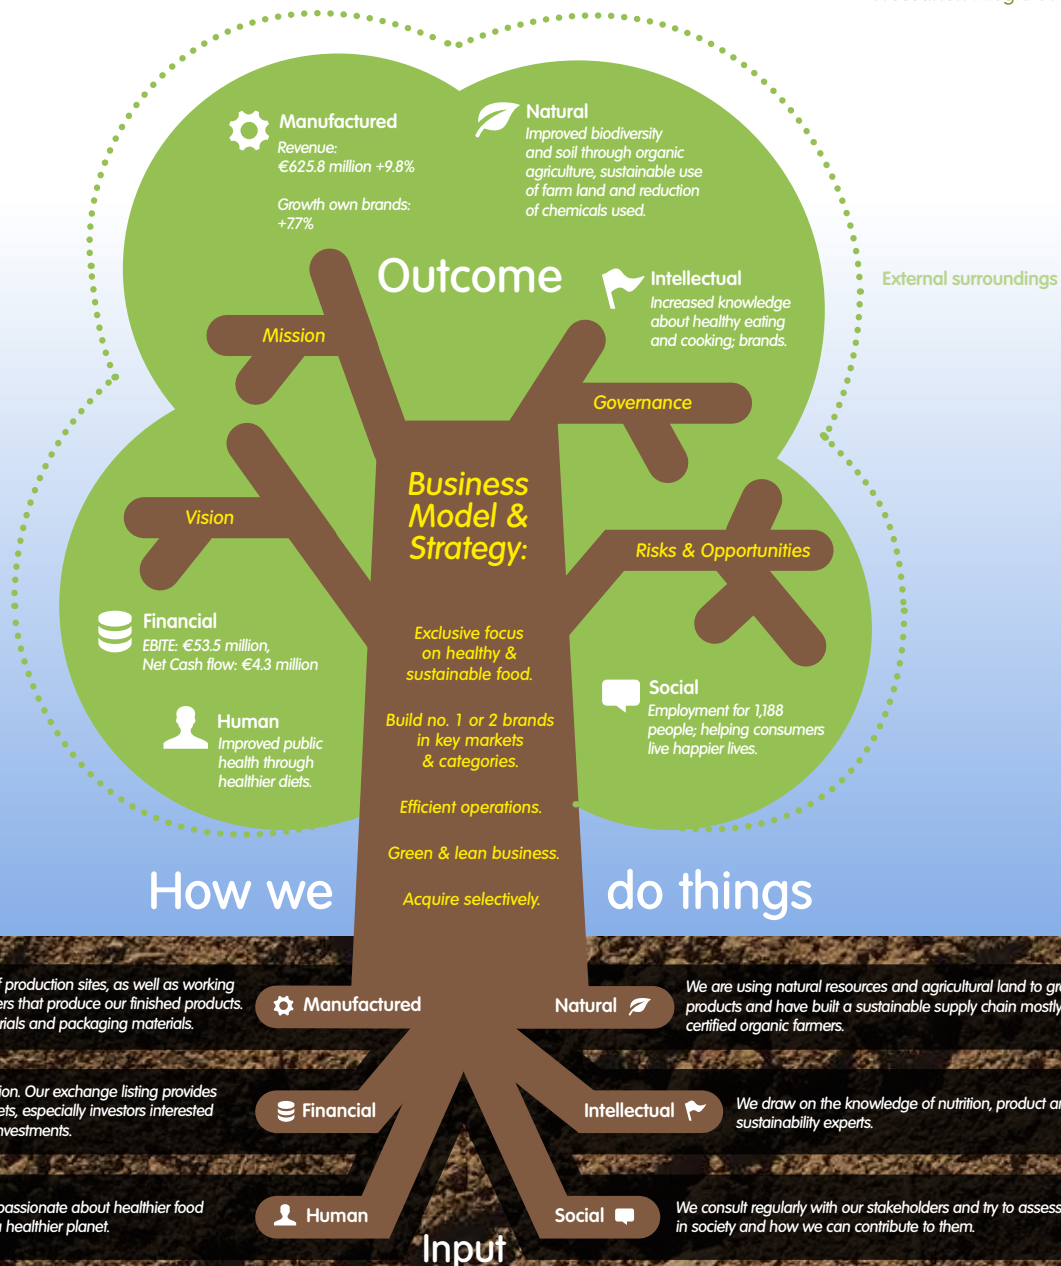 Manufactured
Revenue:
€625.8 million +9.8%
Growth own brands:
+7.7%
Natural
Improved biodiversity
and soil through organic
agriculture, sustainable use
of farm land and reduction
of chemicals used.
Outcome
Intellectual
Increased knowledge
about healthy eating
and cooking; brands.
External surroundings
Mission
Governance
Vision
Business
Model &
Strategy:
Risks & Opportunities
Exclusive focus
on healthy &
sustainable food.
Build no. 1 or 2 brands
in key markets
& categories.
Efficient operations.
Green & lean business.
Acquire selectively.
Financial
EBITE: €53.5 million,
Net Cash flow: €4.3 million
Human
Improved public
health through
healthier diets.
Social
Employment for 1,188
people; helping consumers
live happier lives.
How we do things
production sites, as well as working
that produce our finished products.
and packaging materials.
Manufactured
Natural
We are using natural resources and agricultural land to
products and have built a sustainable supply chain mostly
certified organic farmers.
Our exchange listing provides
especially investors interested
Financial
Intellectual
We draw on the knowledge of nutrition, product
sustainability experts.
passionate about healthier food
healthier planet.
Human
Social
We consult regularly with our stakeholders and try to assess
in society and how we can contribute to them.
Input